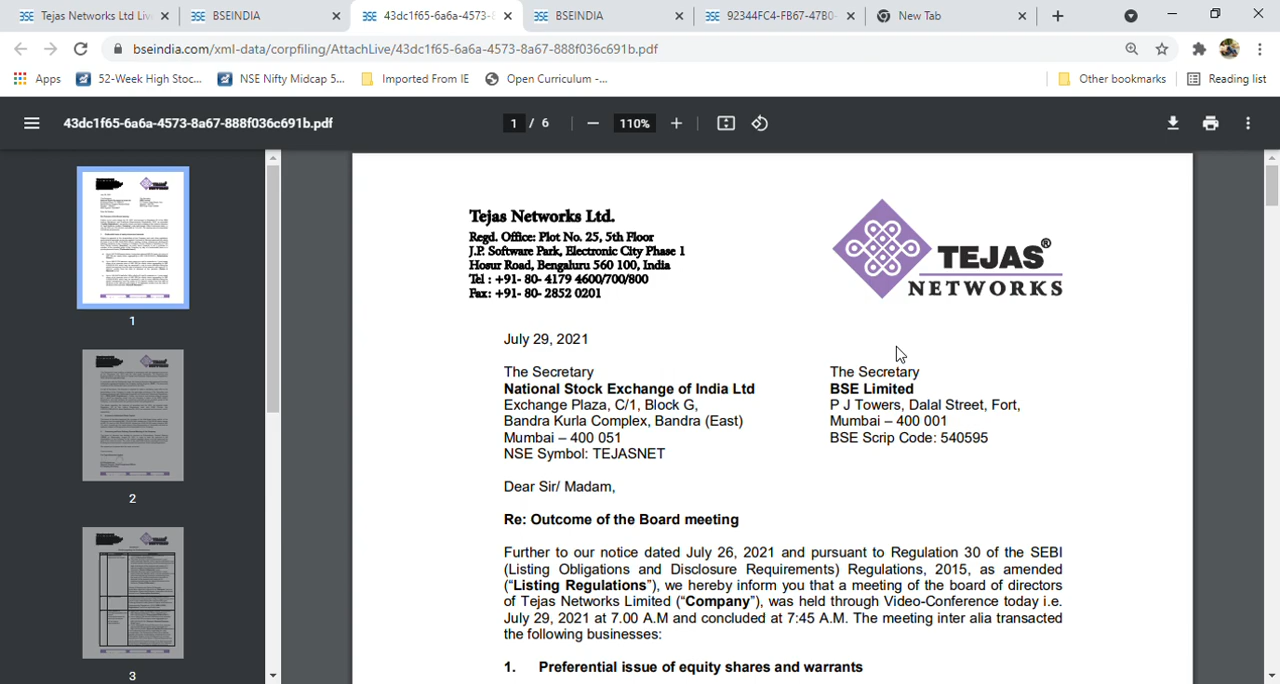 Tejas Networks Ltd Liv
BSEINDIA
43dc1f65-6a6a-4573-8
BSEINDIA
92344FC4-FB67-47B0-
New Tab
bseindia.com/xml-data/corpfiling/AttachLive/43dc1f65-6a6a-4573-8a67-888f036c691b.pdf
Apps
52-Week High Stoc...
NSE Nifty Midcap 5...
Imported From IE
Open Curriculum -...
Other bookmarks
Reading list
43dc1f65-6a6a-4573-8a67-888f036c691b.pdf
1 / 6
110%
1
2
3
Tejas Networks Ltd.
Regd. Office: Plot No. 25, 5th Floor
J.P. Software Park, Electronic City Phase 1
Hosur Road, Bengaluru 560 100, India
Tel : +91- 80- 4179 4600/700/800
Fax: +91- 80- 2852 0201
TEJAS®
NETWORKS
July 29, 2021
The Secretary
National Stock Exchange of India Ltd
Exchange Plaza, C/1, Block G,
Bandra Kurla Complex, Bandra (East)
Mumbai – 400 051
NSE Symbol: TEJASNET
The Secretary
BSE Limited
P J Towers, Dalal Street, Fort,
Mumbai – 400 001
BSE Scrip Code: 540595
Dear Sir/ Madam,
Re: Outcome of the Board meeting
Further to our notice dated July 26, 2021 and pursuant to Regulation 30 of the SEBI
(Listing Obligations and Disclosure Requirements) Regulations, 2015, as amended
(“Listing Regulations”), we hereby inform you that a meeting of the board of directors
of Tejas Networks Limited (“Company”), was held through Video-Conference today i.e.
July 29, 2021 at 7.00 A.M and concluded at 7:45 A.M. The meeting inter alia transacted
the following businesses:
1. Preferential issue of equity shares and warrants